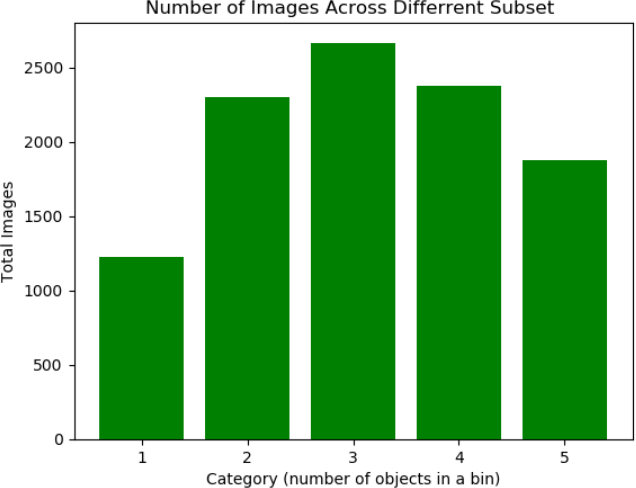 Number of Images Across Differrent Subset
2500
2000
1500
1000
500
0
Total Images
1 2 3 4 5
Category (number of objects in a bin)